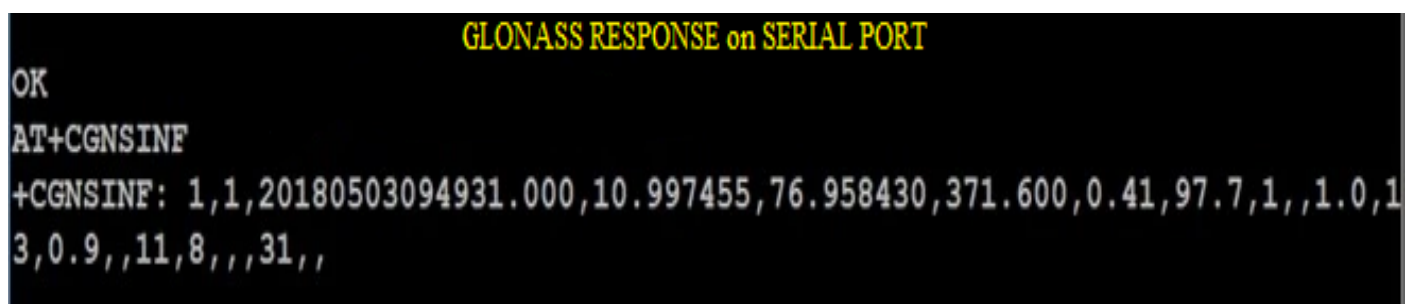 GLONASS RESPONSE on SERIAL PORT
OK
AT+CGNSINF
+CGNSINF: 1,1,20180503094931.000,10.997455,76.958430,371.600,0.41,97.7,1,,1.0,1
3,0.9,,11,8,,,31,,